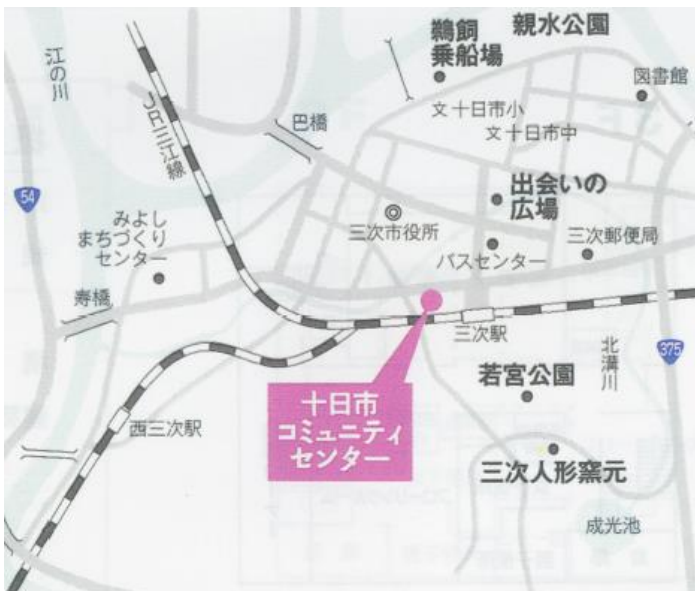 鵜飼
乗船場
親水公園
江の川
図書館
文 十日市小
JR三江線
巴橋
文 十日市中
54
出会いの
広場
みよし
まちづくり
センター
三次市役所
三次郵便局
バスセンター
寿橋
三次駅
北溝川
375
若宮公園
十日市
コミュニティ
センター
西三次駅
三次人形窯元
成光池